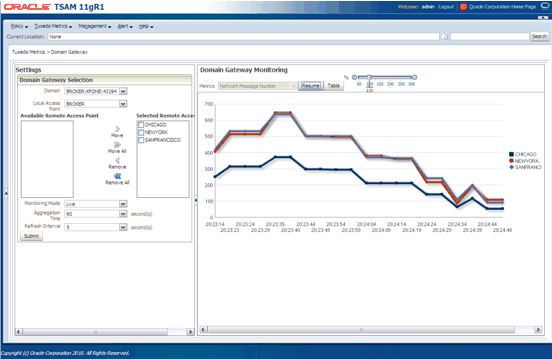 ORACLE TSAM 11gR1
Welcome: admin Logout Oracle Corporation Home Page
Policy Tuxedo Metrics Management Alert Help
Current Location: None Search
Tuxedo Metrics > Domain Gateway
Settings
Domain Gateway Selection
Domain BROKER(XPONE:42194
Local Access Point BROKER
Available Remote Access Point
Selected Remote Acces
Move
Move All
Remove
Remove All
CHICAGO
NEWYORK
SANFRANCISCO
Monitoring Mode Live
Aggregation Time 60 second(s)
Refresh Interval 5 second(s)
Submit
Domain Gateway Monitoring
Metrics Network Message Number Resume Table
% 50 100 150 200 250 300
100
700
600
500
400
300
200
100
0
20:23:14 20:23:24 20:23:35 20:23:44 20:23:54 20:24:04 20:24:14 20:24:24 20:24:34 20:24:44
20:23:23 20:23:29 20:23:39 20:23:49 20:23:59 20:24:09 20:24:19 20:24:29 20:24:39 20:24:49
CHICAGO
NEWYORK
SANFRANCI
Copyright (c) Oracle Corporation 2010. All Rights Reserved.